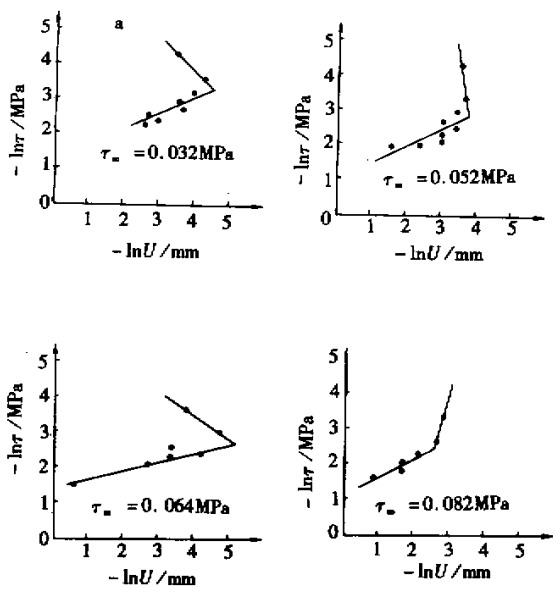 a
- lnτ /MPa
5
4
3
2
1
0
τ∞ =0.032MPa
1 2 3 4 5
- lnU /mm
- lnτ /MPa
5
4
3
2
1
0
τ∞ =0.052MPa
1 2 3 4 5
- lnU /mm
- lnτ /MPa
5
4
3
2
1
0
τ∞ =0.064MPa
0 1 2 3 4 5
- lnU /mm
- lnτ /MPa
5
4
3
2
1
0
τ∞ =0.082MPa
1 2 3 4 5
- lnU /mm